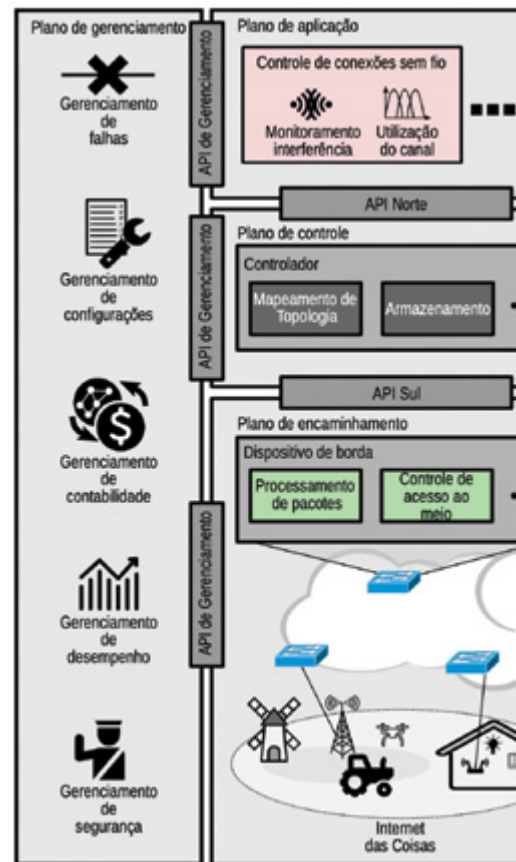 Plano de gerenciamento
Gerenciamento
de
falhas
Gerenciamento
de
configurações
Gerenciamento
de
contabilidade
Gerenciamento
de
desempenho
Gerenciamento
de
segurança
API de Gerenciamento
API de Gerenciamento
API de Gerenciamento
Plano de aplicação
Controle de conexões sem fio
Monitoramento
interferência
Utilização
do canal
API Norte
Plano de controle
Controlador
Mapeamento de
Topologia
Armazenamento
API Sul
Plano de encaminhamento
Dispositivo de borda
Processamento
de pacotes
Controle de
acesso ao
meio
Internet
das Coisas